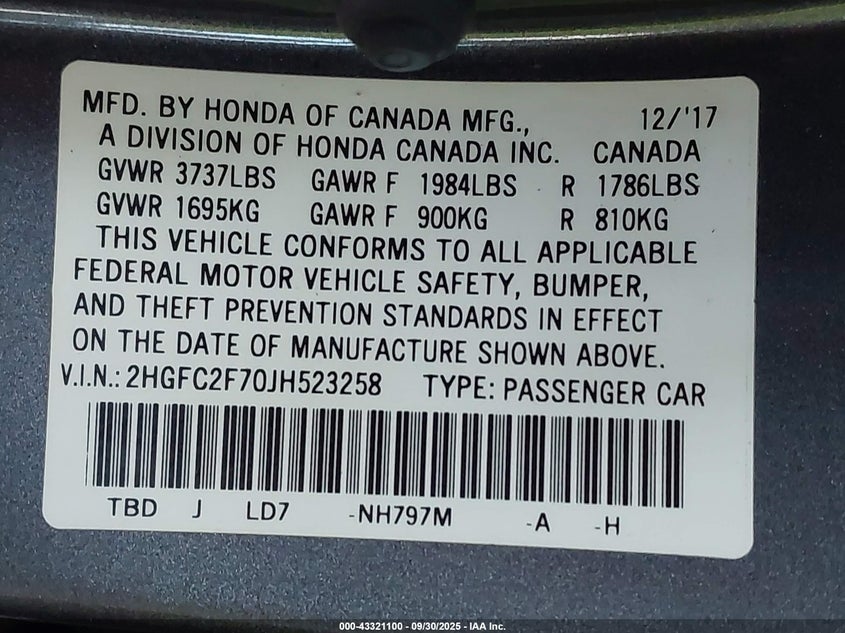 MFD. BY HONDA OF CANADA MFG., 12/'17
A DIVISION OF HONDA CANADA INC. CANADA
GVWR 3737LBS GAWR F 1984LBS R 1786LBS
GVWR 1695KG GAWR F 900KG R 810KG
THIS VEHICLE CONFORMS TO ALL APPLICABLE
FEDERAL MOTOR VEHICLE SAFETY, BUMPER,
AND THEFT PREVENTION STANDARDS IN EFFECT
ON THE DATE OF MANUFACTURE SHOWN ABOVE.
V.I.N.: 2HGFC2F70JH523258 TYPE: PASSENGER CAR
TBD J LD7 -NH797M -A -H
000-43321100 - 09/30/2025 - IAA Inc.